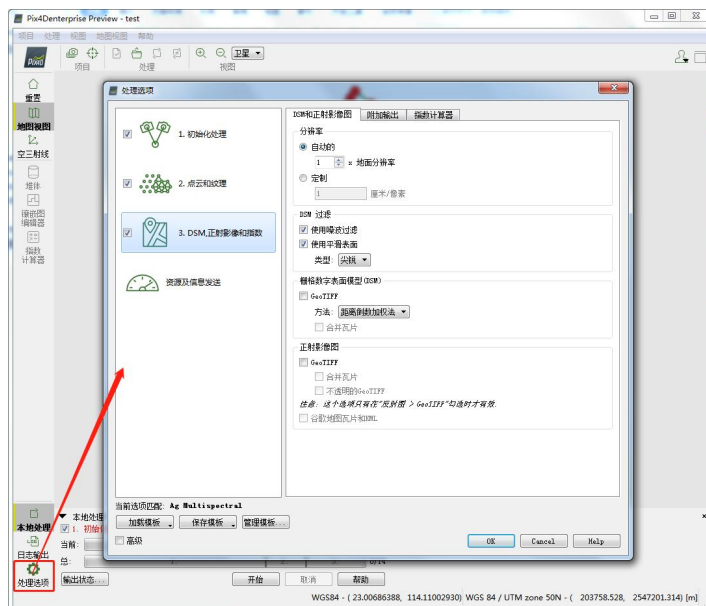 Pix4Denterprise Preview - test
项目 处理 视图 地图视图 帮助
卫星
项目 处理 视图
重置
地图视图
空三射线
堆体
镶嵌图
编辑器
指数
计算器
处理选项
1. 初始化处理
2. 点云和纹理
3. DSM,正射影像和指数
资源及信息发送
DSM和正射影像图 附加输出 指数计算器
分辨率
自动的
1 x 地面分辨率
定制
1 厘米/像素
DSM 过滤
使用噪波过滤
使用平滑表面
类型: 尖锐
栅格数字表面模型(DSM)
GeoTIFF
方法: 距离倒数加权法
合并瓦片
正射影像图
GeoTIFF
合并瓦片
不透明的GeoTIFF
注意: 这个选项只有在"反射图 > GeoTIFF"勾选时才有效.
谷歌地图瓦片和KML
当前选项匹配: Ag Multispectral
加载模板 保存模板 管理模板...
高级
OK Cancel Help
本地处理
日志输出
处理选项
本地处理
1. 初始
当前:
总:
输出状态... 开始 取消 帮助
WGS84 - ( 23.00686388, 114.11002930) WGS 84 / UTM zone 50N - ( 203758.528, 2547201.314) [m]